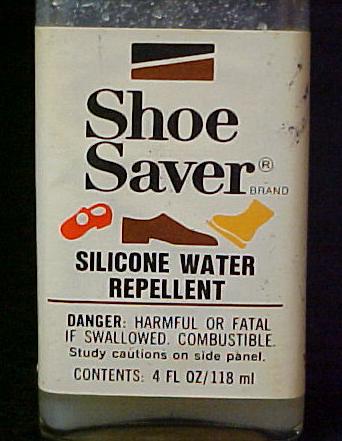 Shoe
Saver®
BRAND
SILICONE WATER
REPELLENT
DANGER: HARMFUL OR FATAL
IF SWALLOWED. COMBUSTIBLE.
Study cautions on side panel.
CONTENTS: 4 FL OZ/118 ml